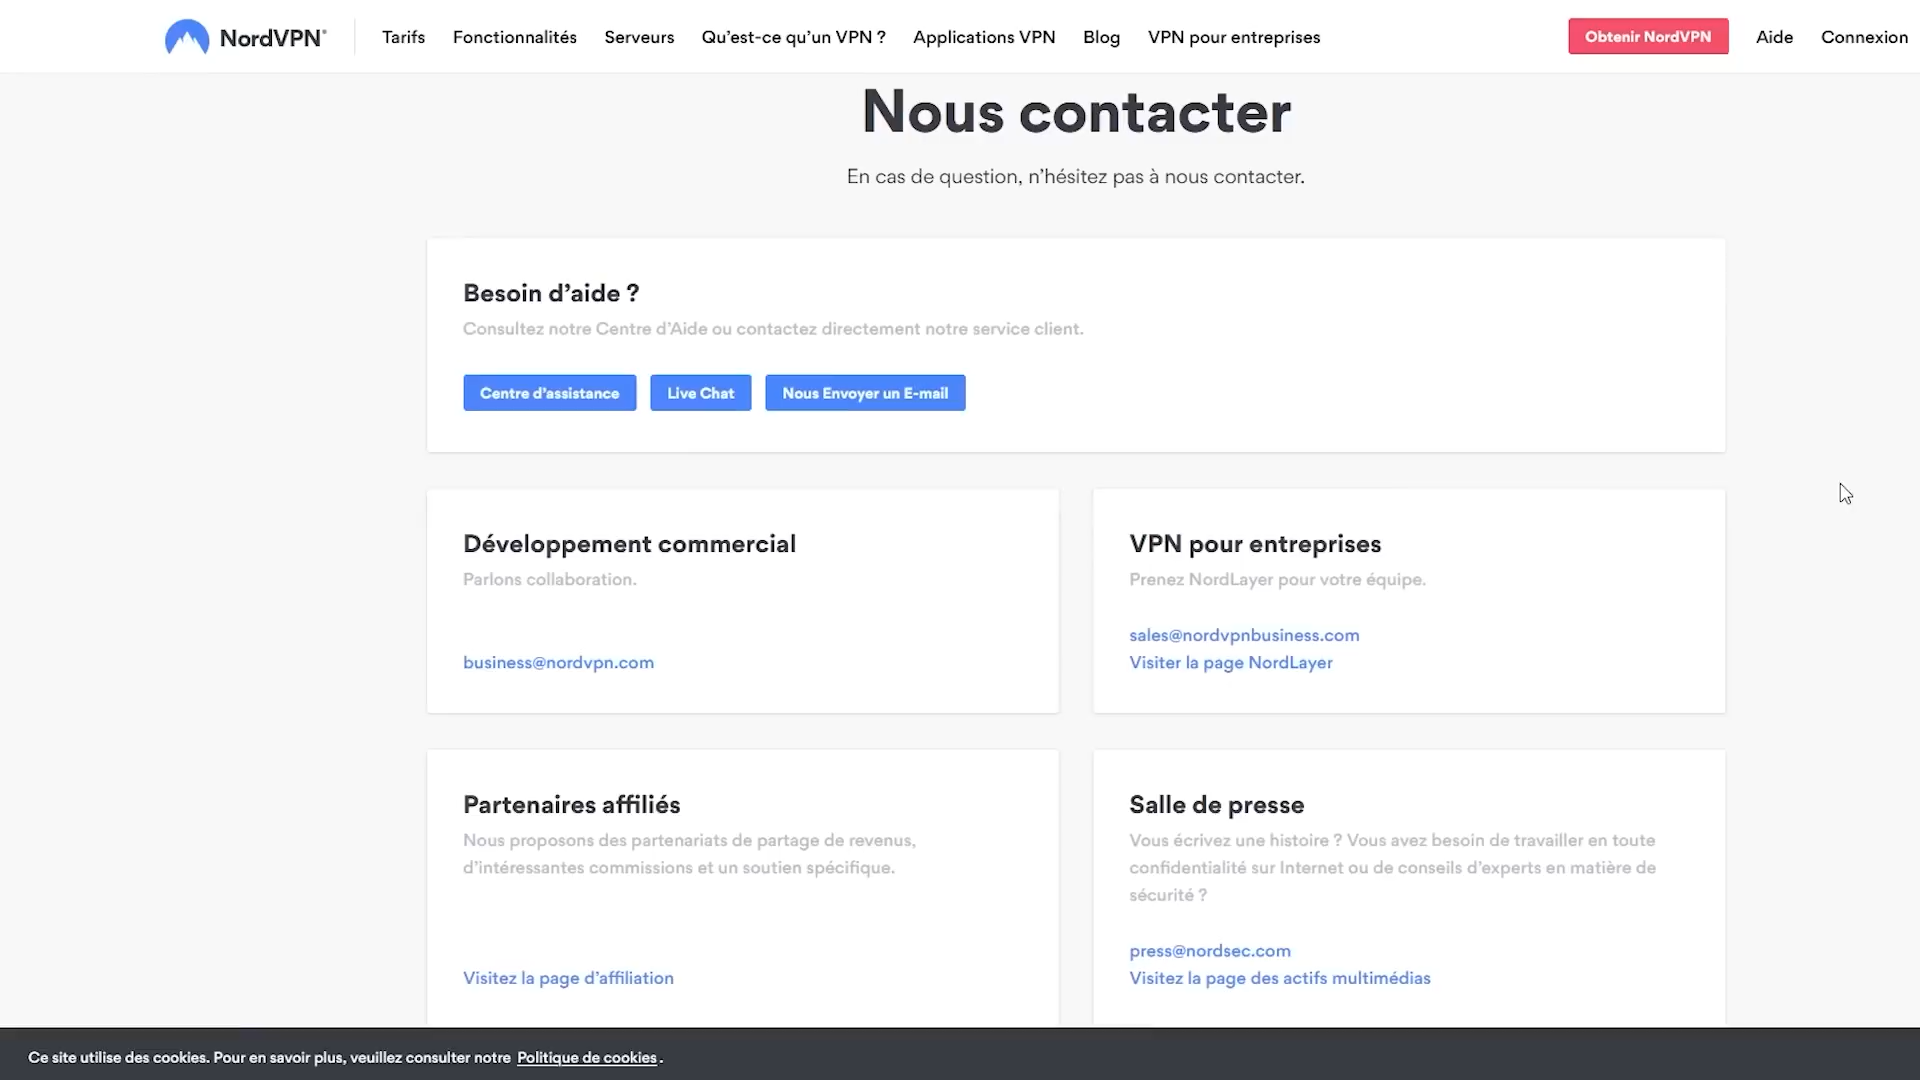 NordVPN®
Tarifs
Fonctionnalités
Serveurs
Qu’est-ce qu’un VPN ?
Applications VPN
Blog
VPN pour entreprises
Obtenir NordVPN
Aide
Connexion
Nous contacter
En cas de question, n’hésitez pas à nous contacter.
Besoin d’aide ?
Consultez notre Centre d’Aide ou contactez directement notre service client.
Centre d’assistance
Live Chat
Nous Envoyer un E-mail
Développement commercial
Parlons collaboration.
business@nordvpn.com
VPN pour entreprises
Prenez NordLayer pour votre équipe.
sales@nordvpnbusiness.com
Visiter la page NordLayer
Partenaires affiliés
Nous proposons des partenariats de partage de revenus,
d’intéressantes commissions et un soutien spécifique.
Visitez la page d’affiliation
Salle de presse
Vous écrivez une histoire ? Vous avez besoin de travailler en toute
confidentialité sur Internet ou de conseils d’experts en matière de
sécurité ?
press@nordsec.com
Visitez la page des actifs multimédias
Ce site utilise des cookies. Pour en savoir plus, veuillez consulter notre Politique de cookies.